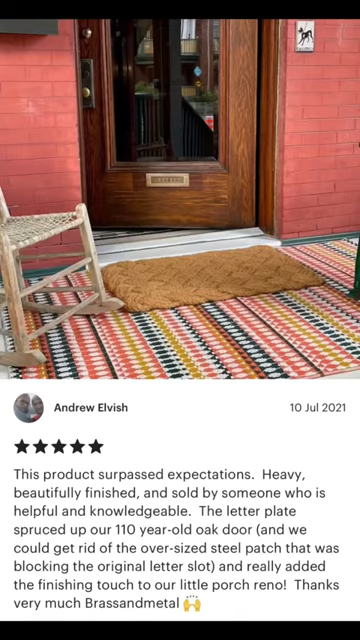 Andrew Elvish
10 Jul 2021
This product surpassed expectations.  Heavy,
beautifully finished, and sold by someone who is
helpful and knowledgeable.  The letter plate
spruced up our 110 year-old oak door (and we
could get rid of the over-sized steel patch that was
blocking the original letter slot) and really added
the finishing touch to our little porch reno!  Thanks
very much Brassandmetal 🙌